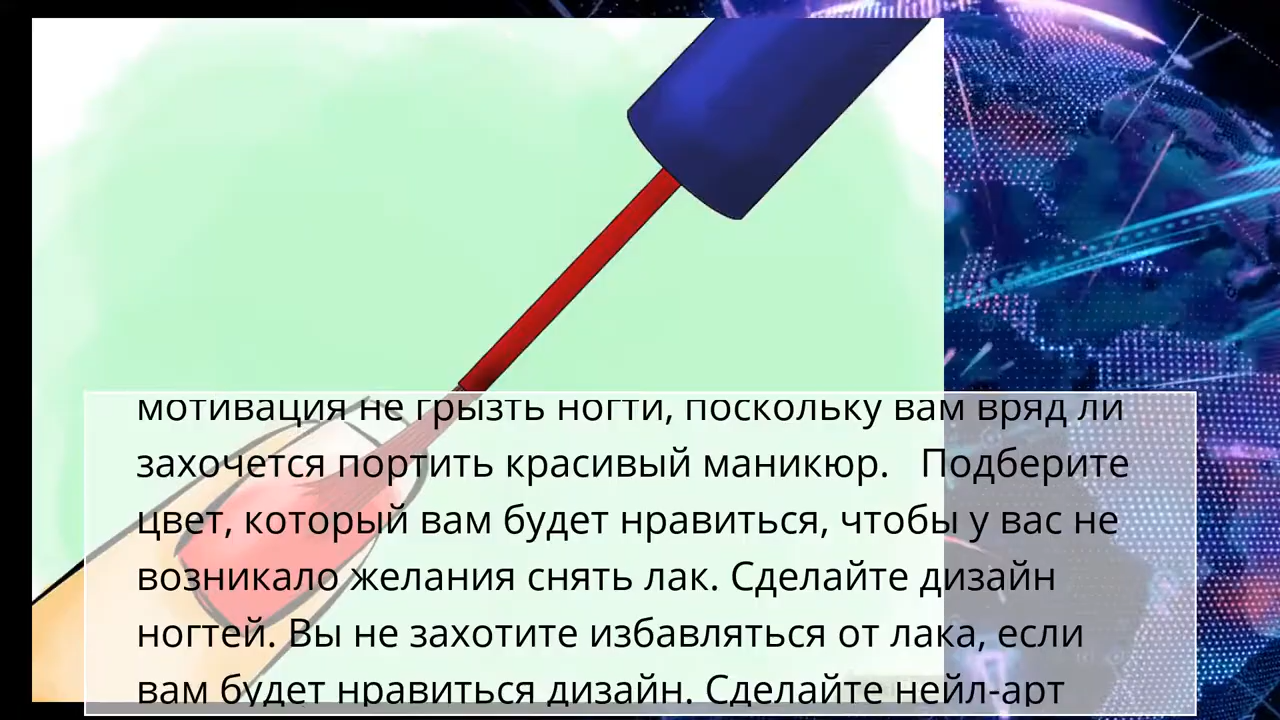 мотивация не грызть ногти, поскольку вам вряд ли
захочется портить красивый маникюр.   Подберите
цвет, который вам будет нравиться, чтобы у вас не
возникало желания снять лак. Сделайте дизайн
ногтей. Вы не захотите избавляться от лака, если
вам будет нравиться дизайн. Сделайте нейл-арт